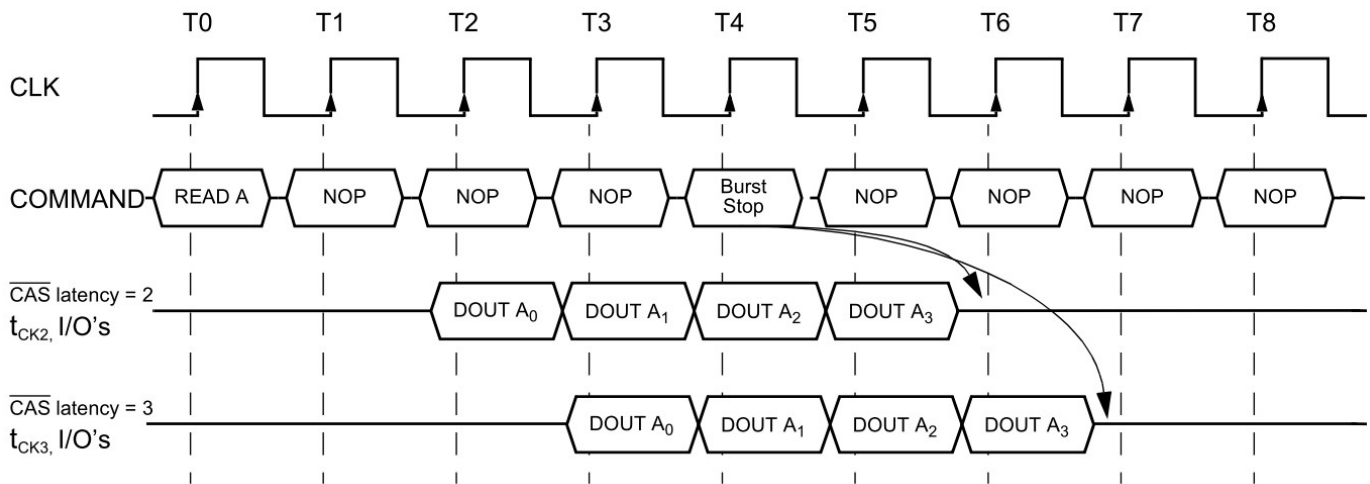 T0 T1 T2 T3 T4 T5 T6 T7 T8
CLK
COMMAND READ A NOP NOP NOP Burst Stop NOP NOP NOP NOP
CAS latency = 2
tCK2, I/O's DOUT A0 DOUT A1 DOUT A2 DOUT A3
CAS latency = 3
tCK3, I/O's DOUT A0 DOUT A1 DOUT A2 DOUT A3